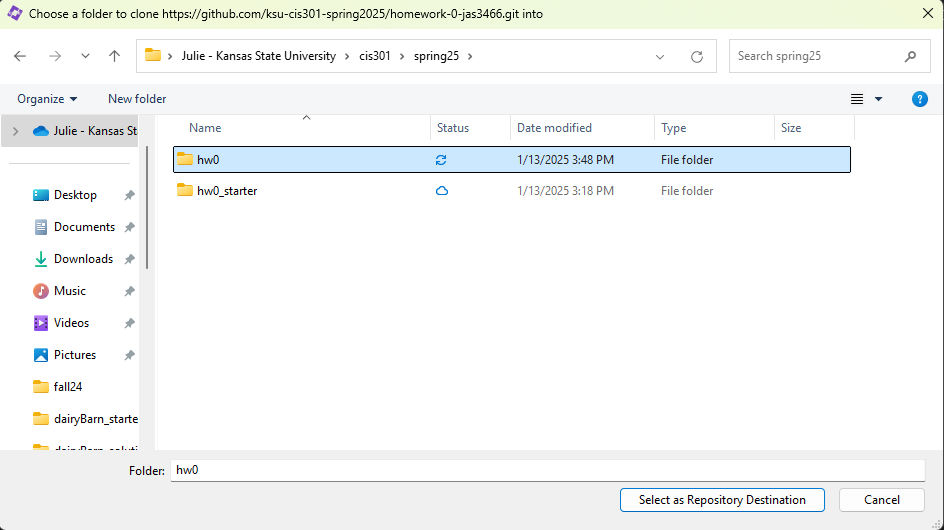 Choose a folder to clone https://github.com/ksu-cis301-spring2025/homework-0-jas3466.git into
Julie - Kansas State University > cis301 > spring25 >
Search spring25
Organize
New folder
?
Julie - Kansas St
Name
Status
Date modified
Type
Size
hw0
1/13/2025 3:48 PM
File folder
hw0_starter
1/13/2025 3:18 PM
File folder
Desktop
Documents
Downloads
Music
Videos
Pictures
fall24
dairyBarn_starte
Folder:
hw0
Select as Repository Destination
Cancel